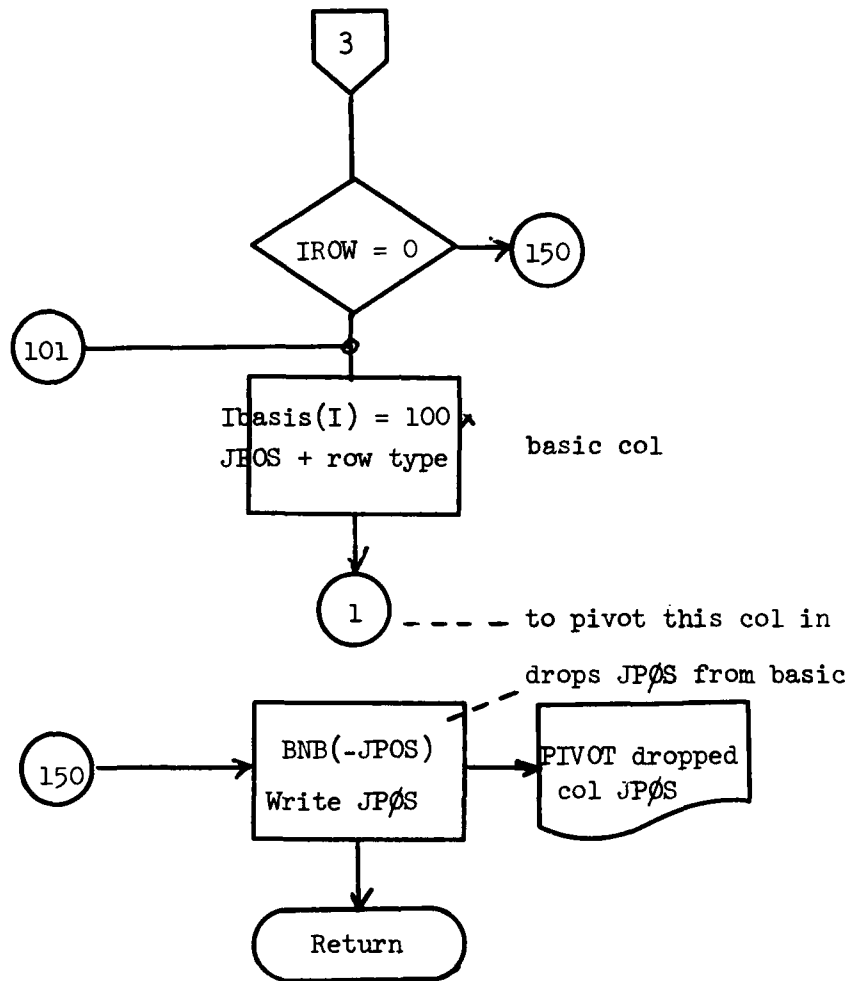 3
IROW = 0
150
101
Ibasis(I) = 100 x
JPOS + row type
basic col
1
to pivot this col in
drops JPØS from basic
150
BNB(-JPOS)
Write JPØS
PIVOT dropped
col JPØS
Return